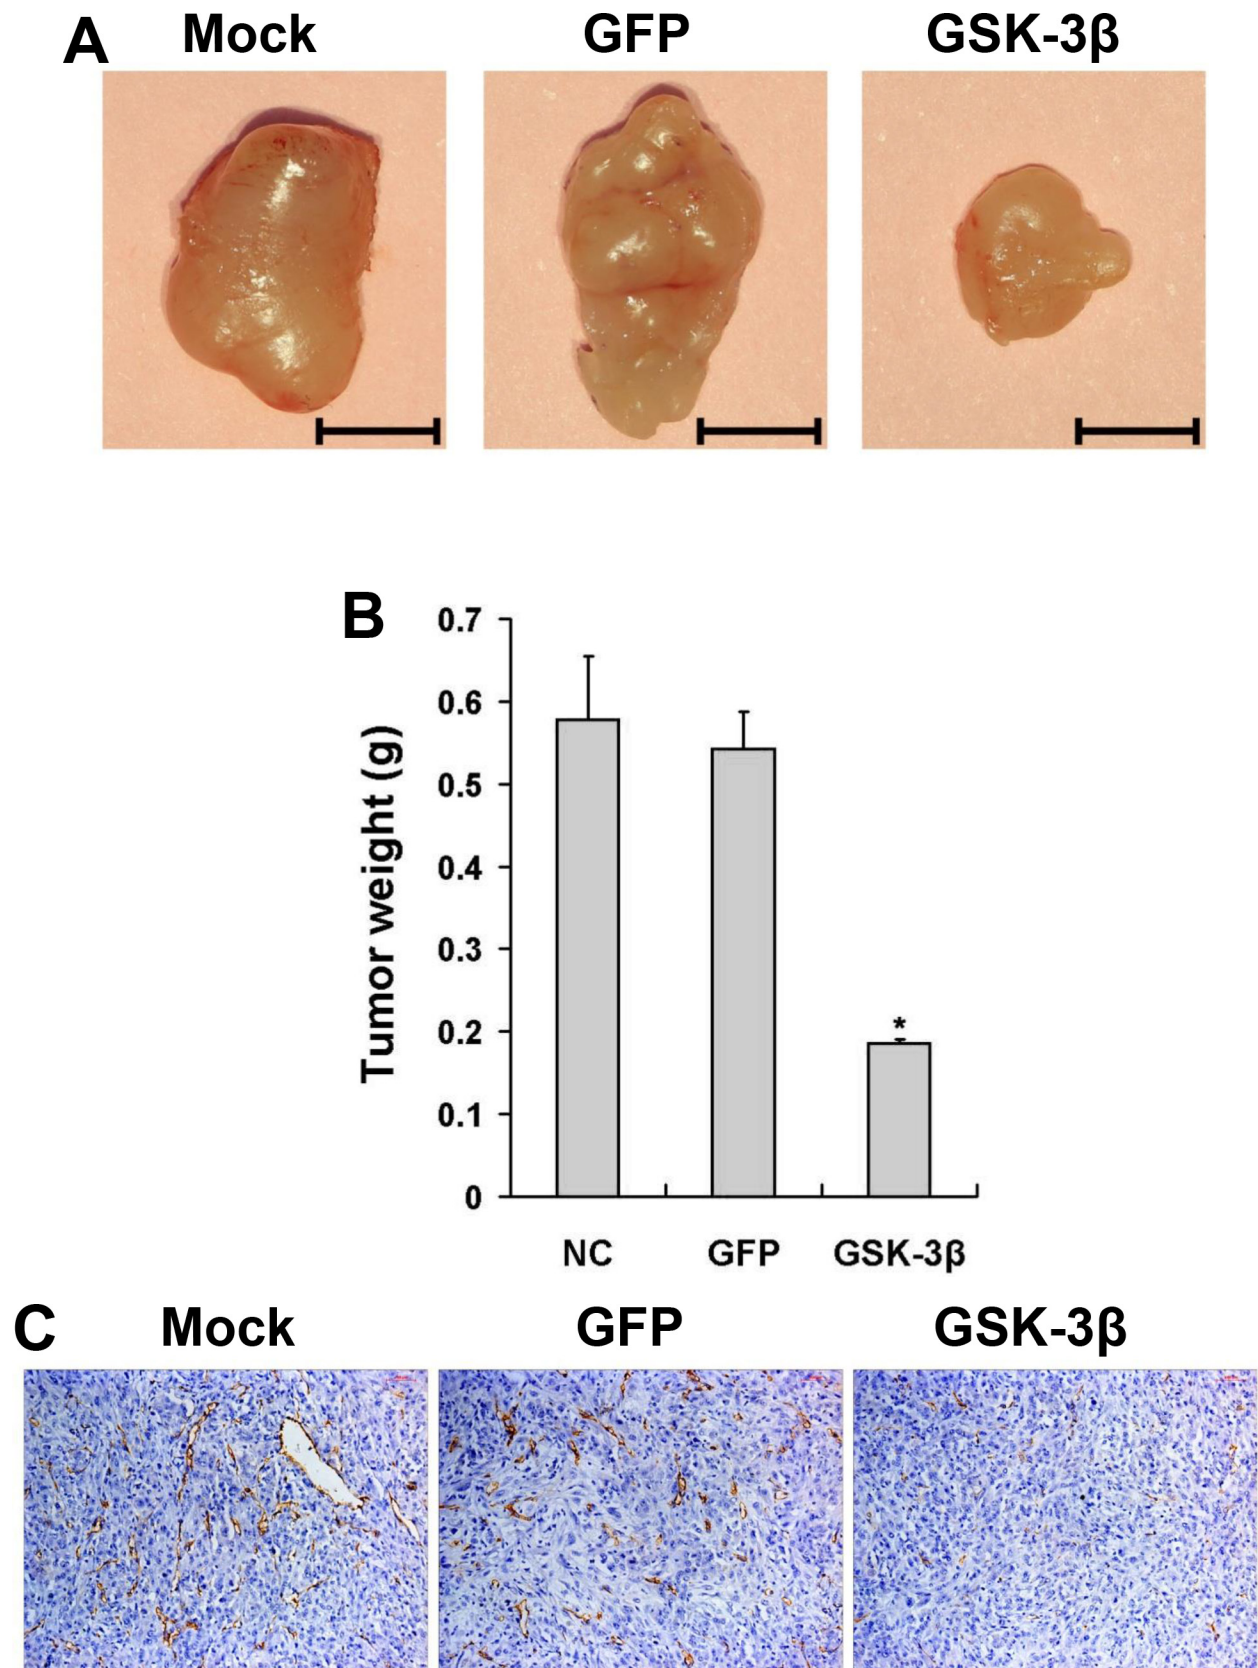 A
Mock
GFP
GSK-3β
B
0.7
0.6
0.5
0.4
0.3
0.2
0.1
0
Tumor weight (g)
*
NC
GFP
GSK-3β
C
Mock
GFP
GSK-3β